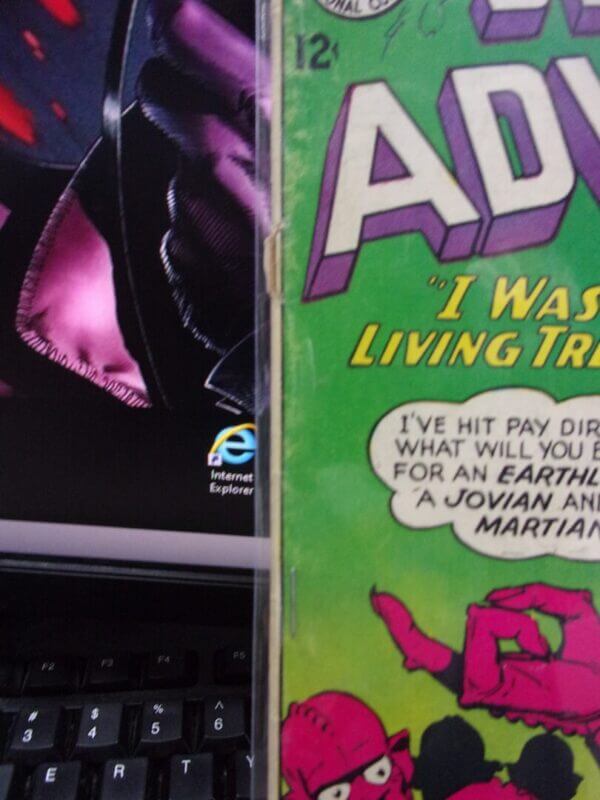 12¢
ADV
"I WAS
LIVING TRE
I'VE HIT PAY DIR
WHAT WILL YOU B
FOR AN EARTHL
A JOVIAN AN
MARTIAN
Internet
Explorer
F2 F3 F4 F5
# $ % ^
3 4 5 6
E R T Y